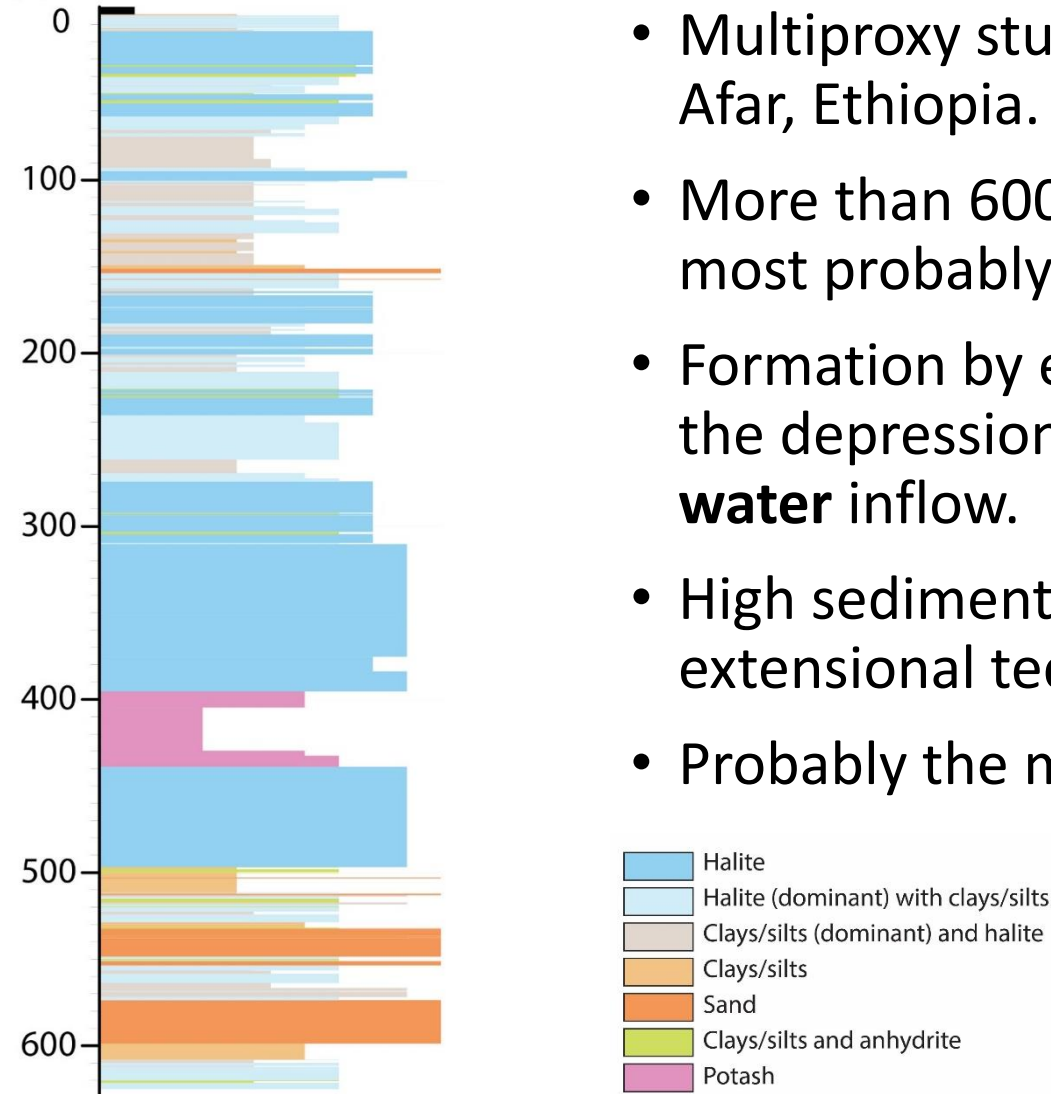 0
100
200
300
400
500
600
• Multiproxy stu
Afar, Ethiopia.
• More than 600
most probably
• Formation by e
the depression
water inflow.
• High sediment
extensional tec
• Probably the m
Halite
Halite (dominant) with clays/silts
Clays/silts (dominant) and halite
Clays/silts
Sand
Clays/silts and anhydrite
Potash